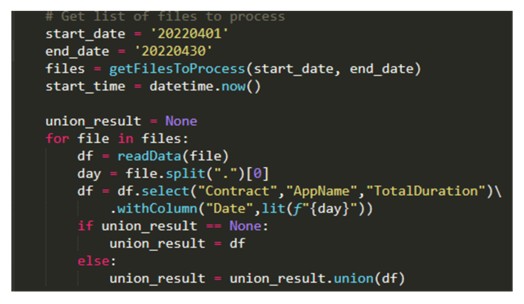 # Get list of files to process
start_date = '20220401'
end_date = '20220430'
files = getFilesToProcess(start_date, end_date)
start_time = datetime.now()
union_result = None
for file in files:
df = readData(file)
day = file.split(".")[0]
df = df.select("Contract","AppName","TotalDuration")\
.withColumn("Date",lit(f"{day}"))
if union_result == None:
union_result = df
else:
union_result = union_result.union(df)